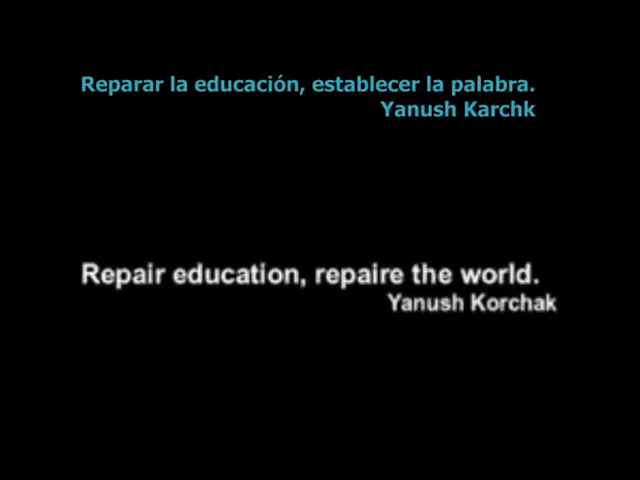 Reparar la educación, establecer la palabra.
Yanush Karchk
Repair education, repaire the world.
Yanush Korchak